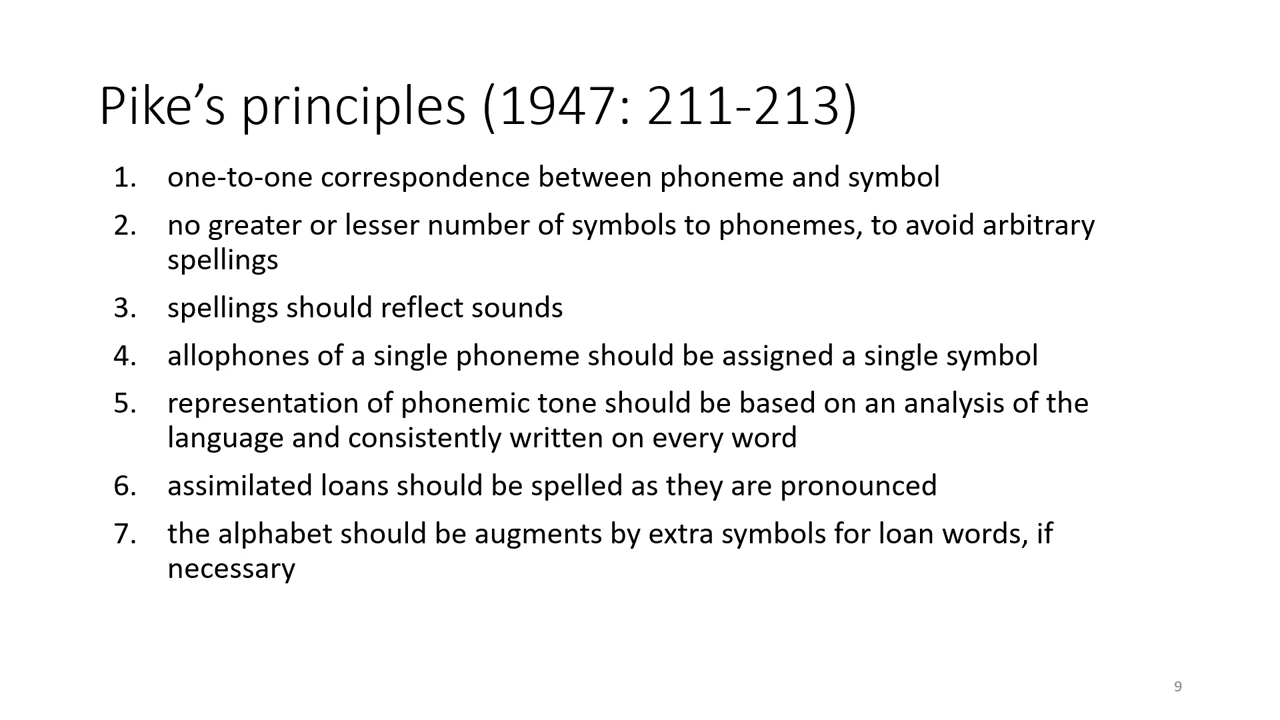 Pike’s principles (1947: 211-213)
1. one-to-one correspondence between phoneme and symbol
2. no greater or lesser number of symbols to phonemes, to avoid arbitrary
spellings
3. spellings should reflect sounds
4. allophones of a single phoneme should be assigned a single symbol
5. representation of phonemic tone should be based on an analysis of the
language and consistently written on every word
6. assimilated loans should be spelled as they are pronounced
7. the alphabet should be augments by extra symbols for loan words, if
necessary
9